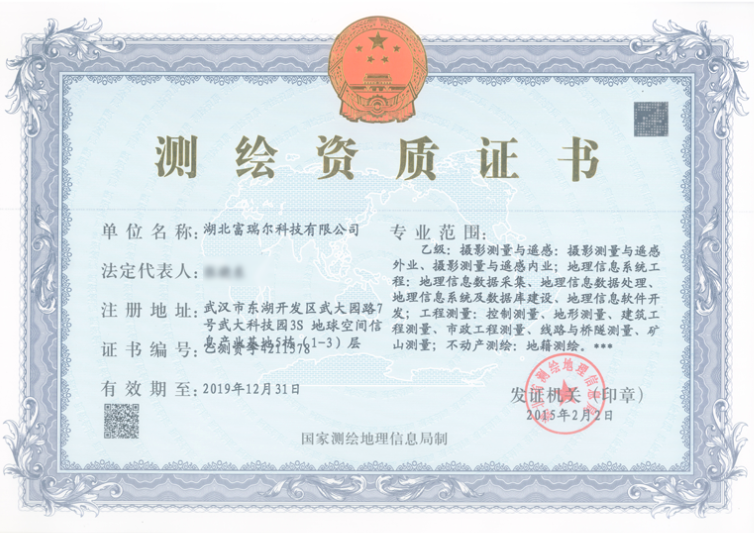 测绘资质证书
单位名称: 湖北富瑞尔科技有限公司
法定代表人:
注册地址: 武汉市东湖开发区武大园路7
号武大科技园3S 地球空间信
息产业基地5栋（1-3）层
证书编号: 乙测资字4211578
有效期至: 2019年12月31日
专业范围:
乙级: 摄影测量与遥感: 摄影测量与遥感
外业、摄影测量与遥感内业; 地理信息系统工
程: 地理信息数据采集、地理信息数据处理、
地理信息系统及数据库建设、地理信息软件开
发; 工程测量: 控制测量、地形测量、建筑工
程测量、市政工程测量、线路与桥隧测量、矿
山测量; 不动产测绘: 地籍测绘。***
发证机关（印章）
2015年2月2日
国家测绘地理信息局制